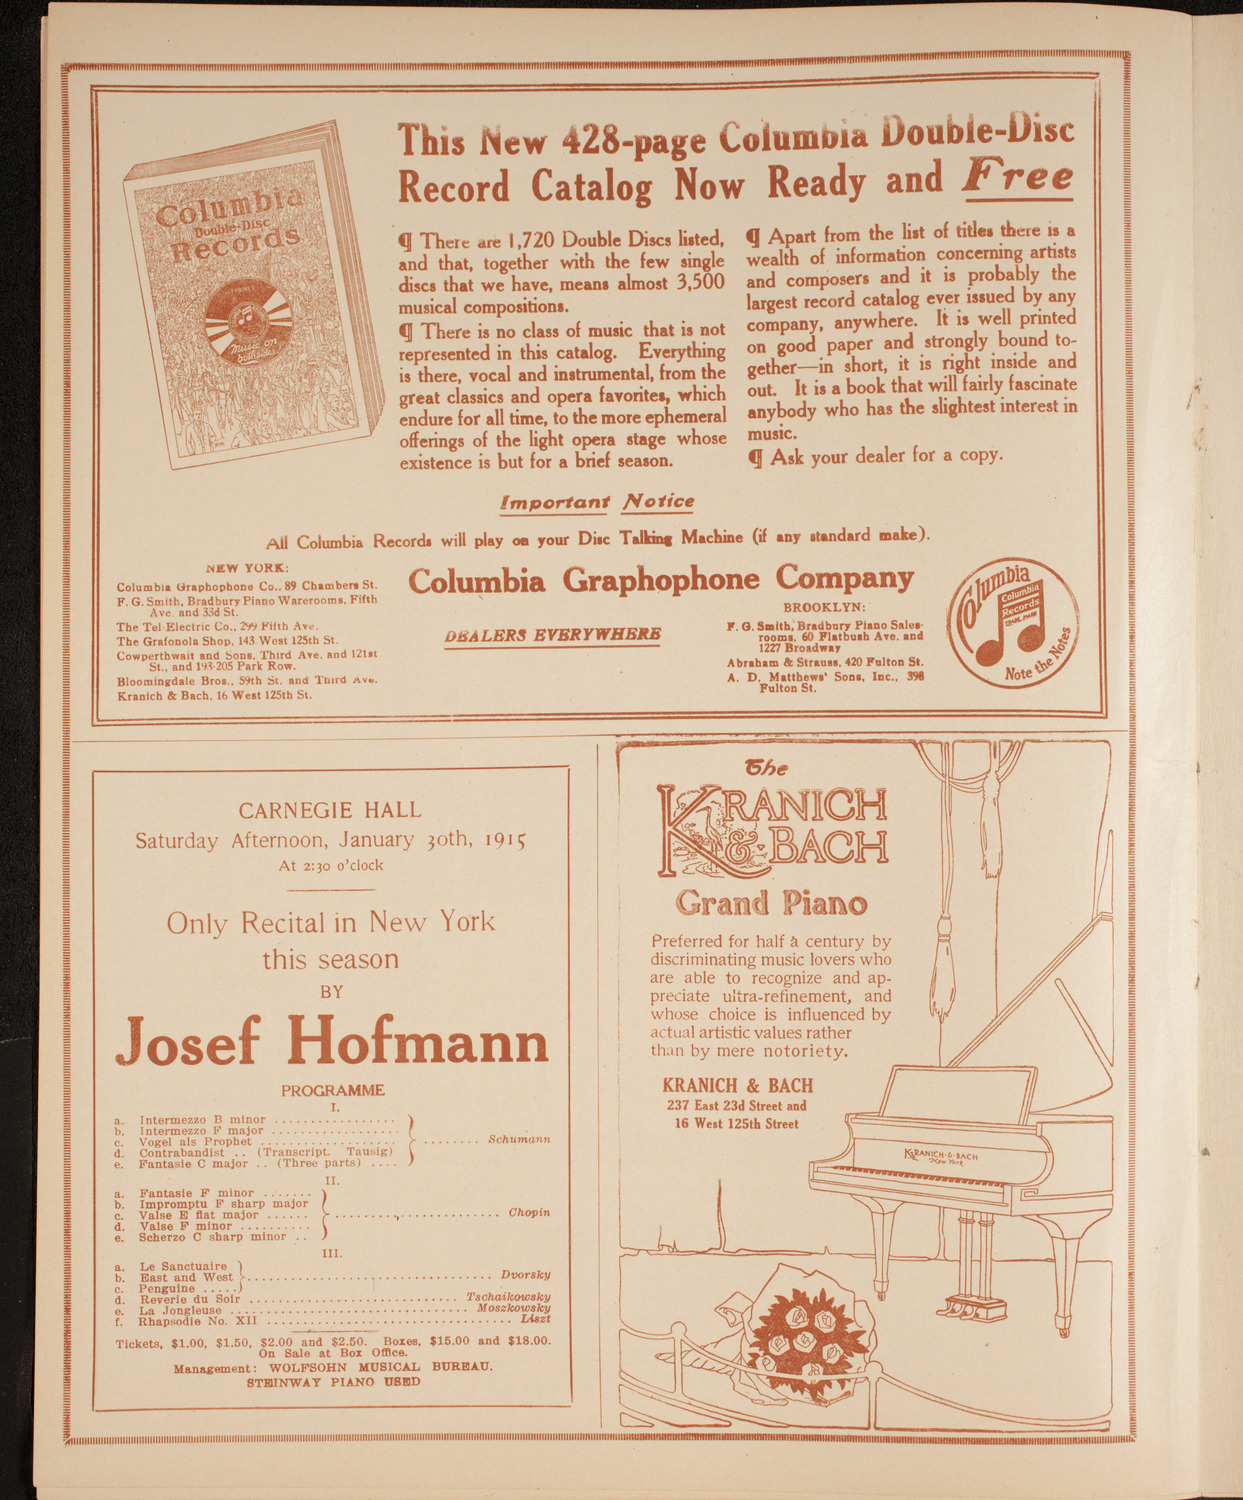 Columbia
Double-Disc
Records
Music on
both sides
This New 428-page Columbia Double-Disc
Record Catalog Now Ready and Free
¶ There are 1,720 Double Discs listed,
and that, together with the few single
discs that we have, means almost 3,500
musical compositions.
¶ There is no class of music that is not
represented in this catalog. Everything
is there, vocal and instrumental, from the
great classics and opera favorites, which
endure for all time, to the more ephemeral
offerings of the light opera stage whose
existence is but for a brief season.
¶ Apart from the list of titles there is a
wealth of information concerning artists
and composers and it is probably the
largest record catalog ever issued by any
company, anywhere. It is well printed
on good paper and strongly bound to-
gether—in short, it is right inside and
out. It is a book that will fairly fascinate
anybody who has the slightest interest in
music.
¶ Ask your dealer for a copy.
Important Notice
All Columbia Records will play on your Disc Talking Machine (if any standard make).
NEW YORK:
Columbia Graphophone Co., 89 Chambers St.
F. G. Smith, Bradbury Piano Warerooms, Fifth
Ave. and 33d St.
The Tel-Electric Co., 299 Fifth Ave.
The Grafonola Shop, 143 West 125th St.
Cowperthwait and Sons, Third Ave. and 121st
St., and 193-205 Park Row.
Bloomingdale Bros., 59th St. and Third Ave.
Kranich & Bach, 16 West 125th St.
Columbia Graphophone Company
DEALERS EVERYWHERE
BROOKLYN:
F. G. Smith, Bradbury Piano Sales-
rooms, 60 Flatbush Ave. and
1227 Broadway
Abraham & Straus, 420 Fulton St.
A. D. Matthews' Sons, Inc., 398
Fulton St.
Columbia
Columbia
Records
Note the Notes
CARNEGIE HALL
Saturday Afternoon, January 30th, 1915
At 2:30 o'clock
Only Recital in New York
this season
BY
Josef Hofmann
PROGRAMME
I.
a. Intermezzo B minor
b. Intermezzo F major
c. Vogel als Prophet ........ Schumann
d. Contrabandist .. (Transcript. Tausig)
e. Fantasie C major .. (Three parts) ....
II.
a. Fantasie F minor .......
b. Impromptu F sharp major
c. Valse E flat major ...... Chopin
d. Valse F minor ..........
e. Scherzo C sharp minor ..
III.
a. Le Sanctuaire
b. East and West ........ Dvorsky
c. Penguine .....
d. Reverie du Soir ........ Tschaikowsky
e. La Jongleuse ........ Moszkowsky
f. Rhapsodie No. XII ........ Liszt
Tickets, $1.00, $1.50, $2.00 and $2.50. Boxes, $15.00 and $18.00.
On Sale at Box Office.
Management: WOLFSOHN MUSICAL BUREAU.
STEINWAY PIANO USED
The
KRANICH
& BACH
Grand Piano
Preferred for half a century by
discriminating music lovers who
are able to recognize and ap-
preciate ultra-refinement, and
whose choice is influenced by
actual artistic values rather
than by mere notoriety.
KRANICH & BACH
237 East 23d Street and
16 West 125th Street
KRANICH & BACH
New York